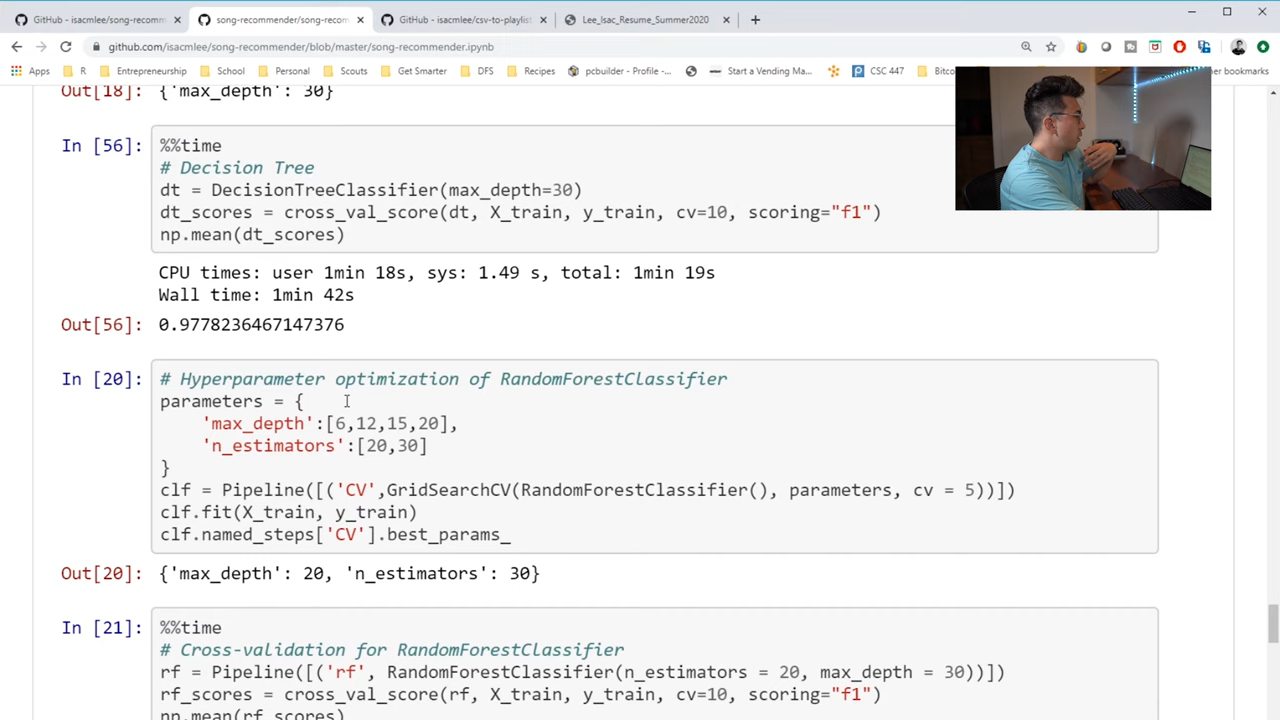 GitHub - isacmlee/song-recomm
song-recommender/song-recomm
GitHub - isacmlee/csv-to-playlist
Lee_Isac_Resume_Summer2020
github.com/isacmlee/song-recommender/blob/master/song-recommender.ipynb
Apps
R
Entrepreneurship
School
Personal
Scouts
Get Smarter
DFS
Recipes
pcbuilder - Profile -...
Start a Vending Ma...
CSC 447
Bitco
her bookmarks
Out[18]: {'max_depth': 30}
In [56]: %%time
# Decision Tree
dt = DecisionTreeClassifier(max_depth=30)
dt_scores = cross_val_score(dt, X_train, y_train, cv=10, scoring="f1")
np.mean(dt_scores)
CPU times: user 1min 18s, sys: 1.49 s, total: 1min 19s
Wall time: 1min 42s
Out[56]: 0.9778236467147376
In [20]: # Hyperparameter optimization of RandomForestClassifier
parameters = {
'max_depth':[6,12,15,20],
'n_estimators':[20,30]
}
clf = Pipeline([('CV',GridSearchCV(RandomForestClassifier(), parameters, cv = 5))])
clf.fit(X_train, y_train)
clf.named_steps['CV'].best_params_
Out[20]: {'max_depth': 20, 'n_estimators': 30}
In [21]: %%time
# Cross-validation for RandomForestClassifier
rf = Pipeline([('rf', RandomForestClassifier(n_estimators = 20, max_depth = 30))])
rf_scores = cross_val_score(rf, X_train, y_train, cv=10, scoring="f1")
np.mean(rf_scores)